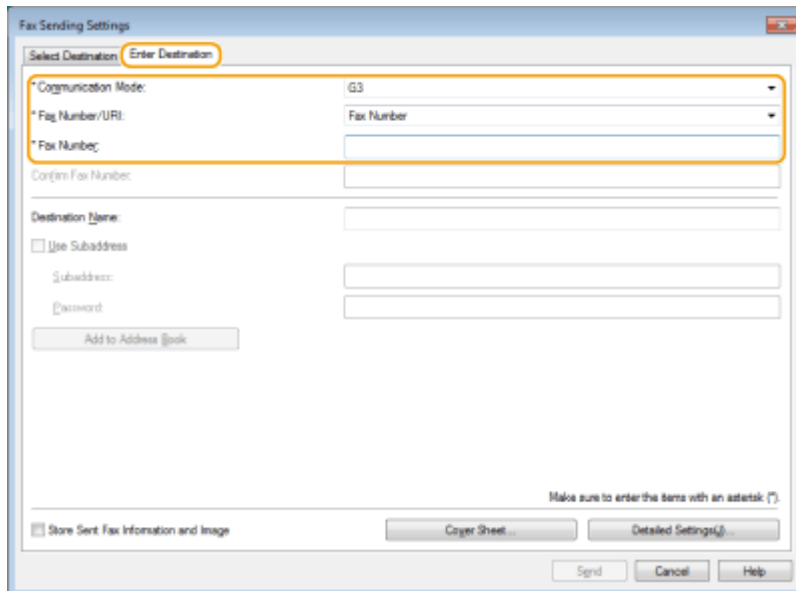 Fax Sending Settings
Select Destination Enter Destination
* Communication Mode: G3
* Fax Number/URI: Fax Number
* Fax Number:
Confirm Fax Number:
Destination Name:
Use Subaddress
Subaddress:
Password:
Add to Address Book
Make sure to enter the items with an asterisk (*).
Store Sent Fax Information and Image Cover Sheet... Detailed Settings(J)...
Send Cancel Help